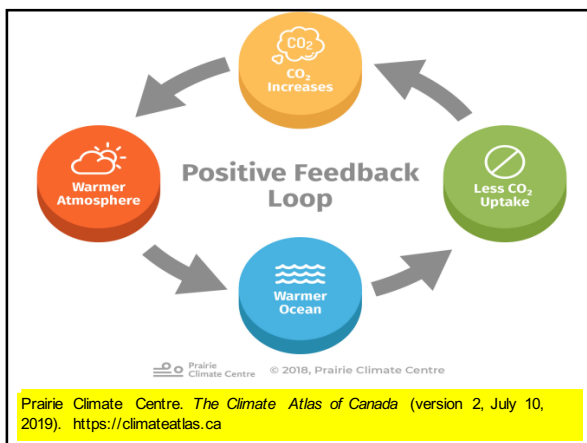 CO₂
CO₂
Increases
Warmer
Atmosphere
Positive Feedback
Loop
Less CO₂
Uptake
Warmer
Ocean
Prairie
Climate Centre
© 2018, Prairie Climate Centre
Prairie Climate Centre. The Climate Atlas of Canada (version 2, July 10,
2019). https://climateatlas.ca